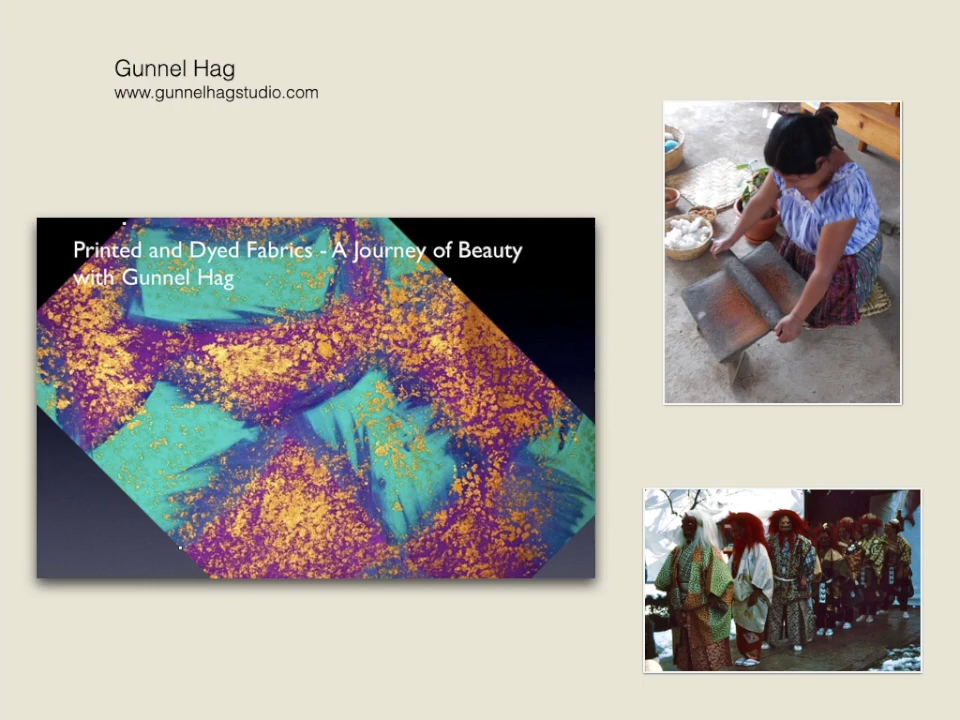 Gunnel Hag
www.gunnelhagstudio.com
Printed and Dyed Fabrics - A Journey of Beauty
with Gunnel Hag